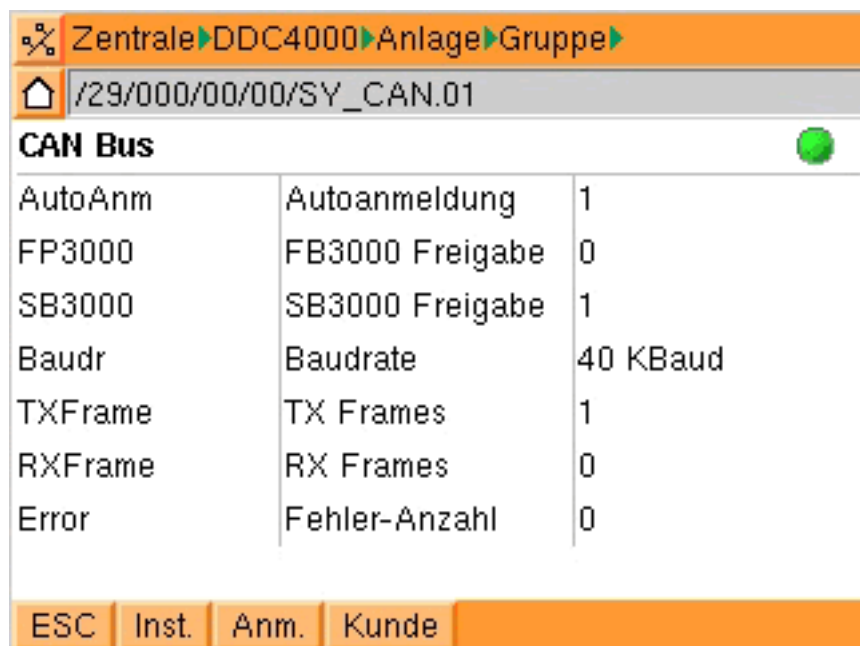 Zentrale DDC4000 Anlage Gruppe
/29/000/00/00/SY_CAN.01
CAN Bus
AutoAnm Autoanmeldung 1
FP3000 FB3000 Freigabe 0
SB3000 SB3000 Freigabe 1
Baudr Baudrate 40 KBaud
TXFrame TX Frames 1
RXFrame RX Frames 0
Error Fehler-Anzahl 0
ESC Inst. Anm. Kunde